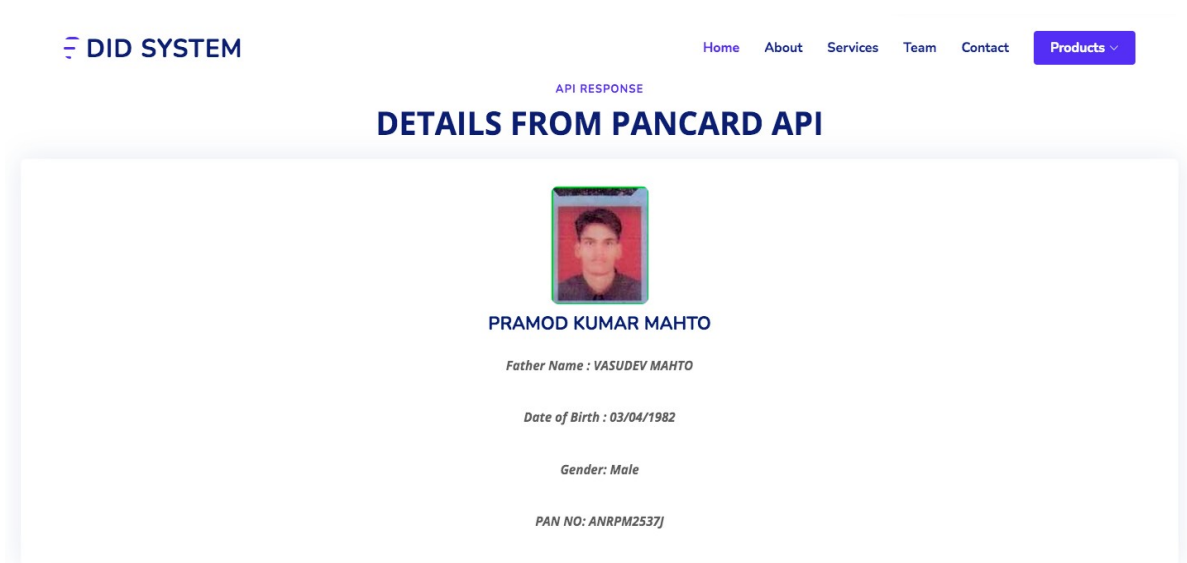 DID SYSTEM
Home About Services Team Contact Products
API RESPONSE
DETAILS FROM PANCARD API
PRAMOD KUMAR MAHTO
Father Name : VASUDEV MAHTO
Date of Birth : 03/04/1982
Gender: Male
PAN NO: ANRPM2537J